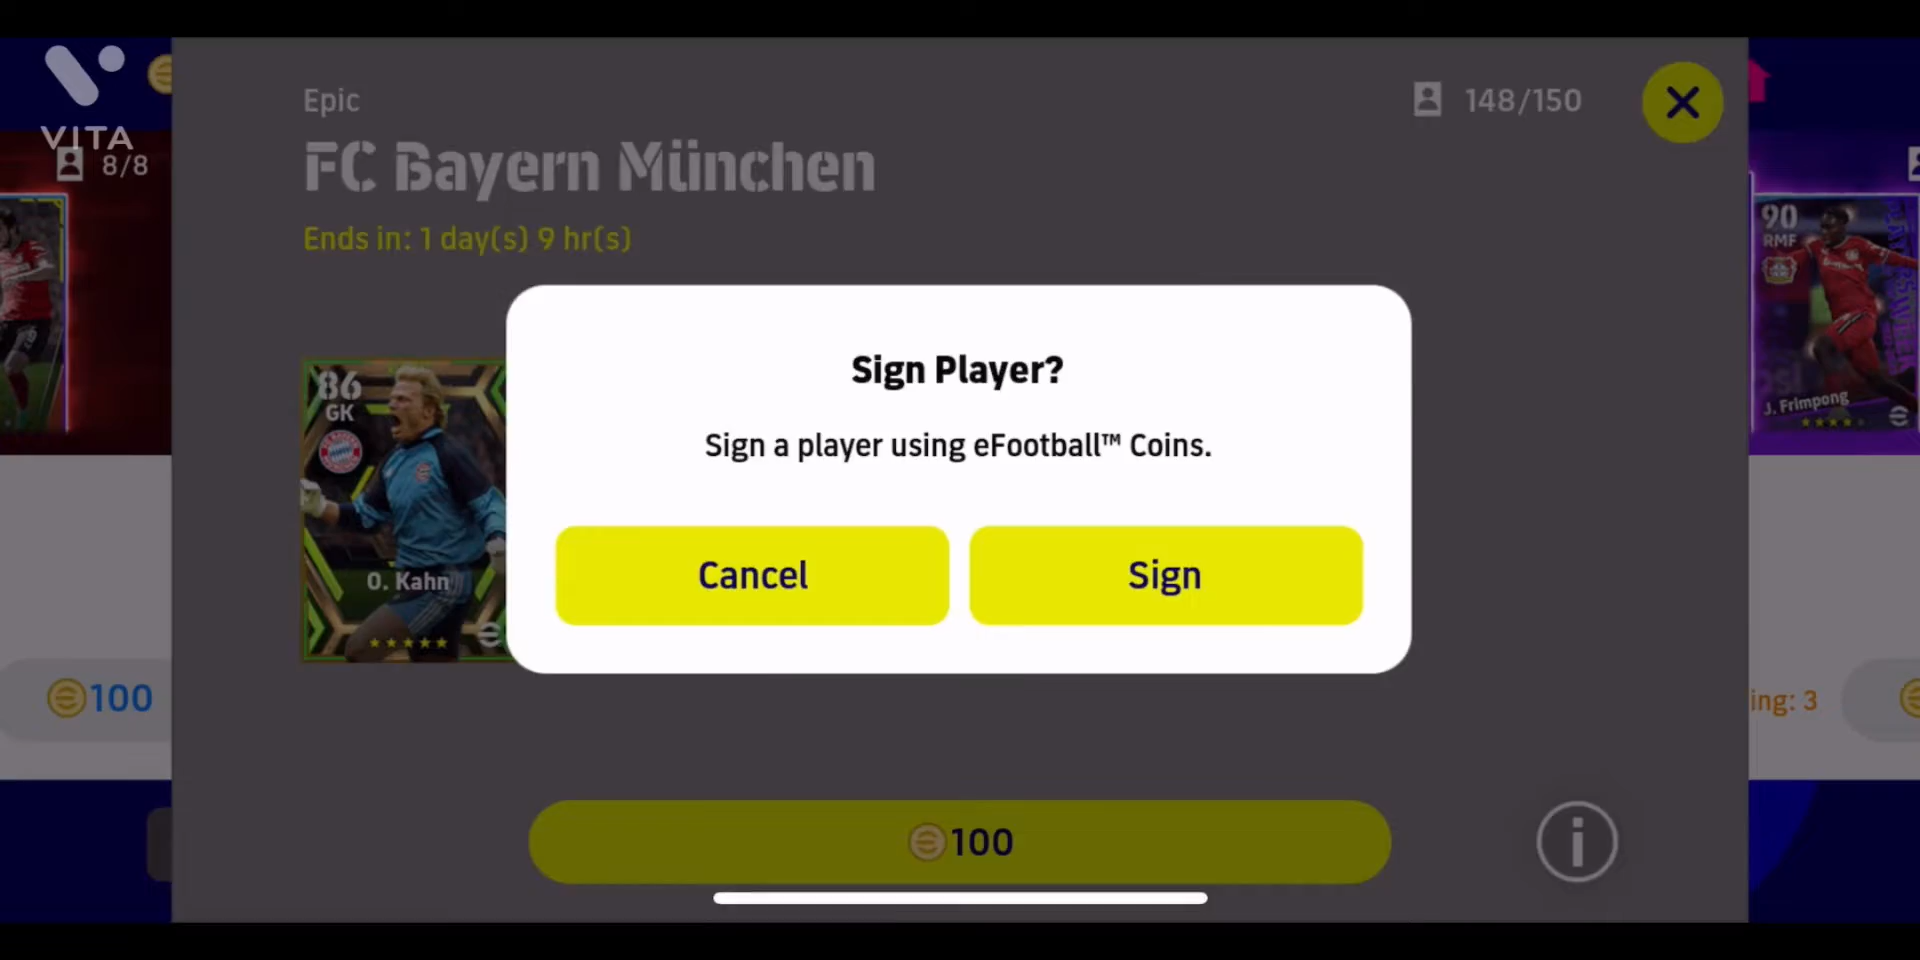 VITA
8/8
Epic
148/150
FC Bayern München
Ends in: 1 day(s) 9 hr(s)
90
RMF
J. Frimpong
86
GK
O. Kahn
Sign Player?
Sign a player using eFootball™ Coins.
Cancel
Sign
100
ing: 3
100
i